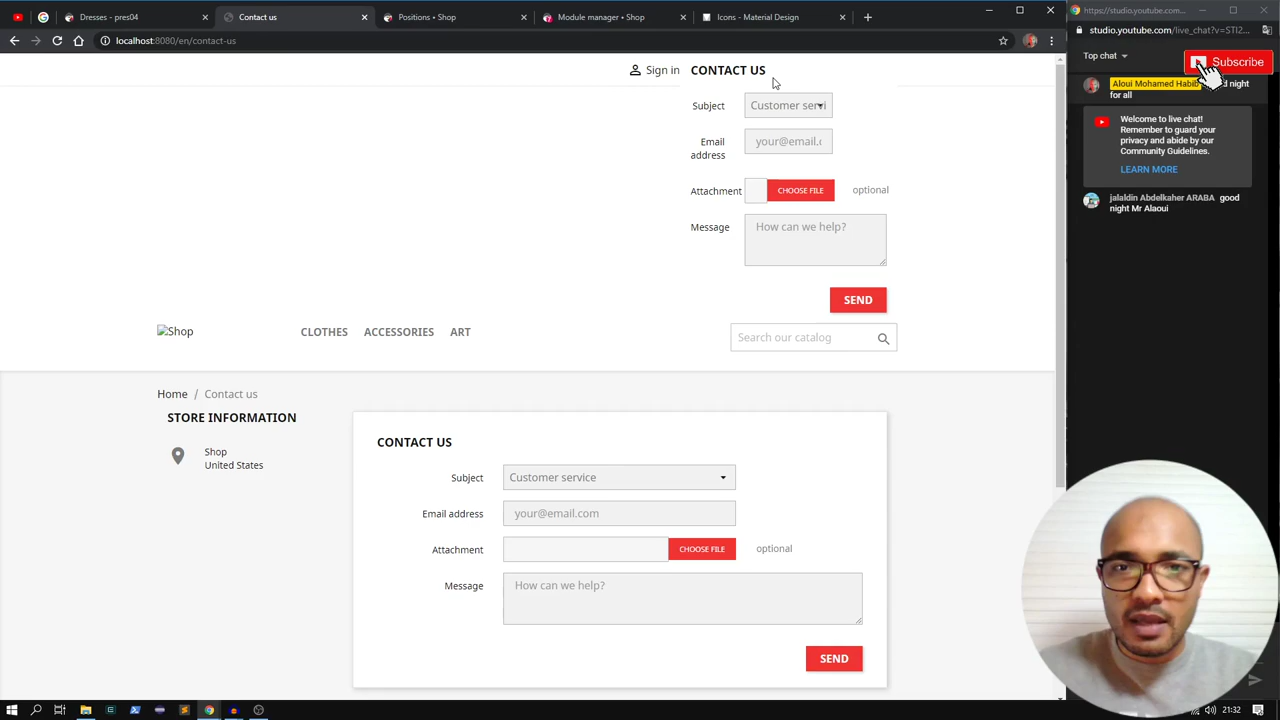 Dresses - pres04
Contact us
Positions • Shop
Module manager • Shop
Icons - Material Design
https://studio.youtube.com...
localhost:8080/en/contact-us
studio.youtube.com/live_chat?v=STI2...
Top chat
Subscribe
Aloui Mohamed Habib
night
for all
Welcome to live chat!
Remember to guard your
privacy and abide by our
Community Guidelines.
LEARN MORE
jalaldin Abdelkaher ARABA good
night Mr Alaoui
Sign in
CONTACT US
Subject
Customer servi
Email
address
your@email.c
Attachment
CHOOSE FILE
optional
Message
How can we help?
SEND
Shop
CLOTHES
ACCESSORIES
ART
Search our catalog
Home / Contact us
STORE INFORMATION
Shop
United States
CONTACT US
Subject
Customer service
Email address
your@email.com
Attachment
CHOOSE FILE
optional
Message
How can we help?
SEND
21:32